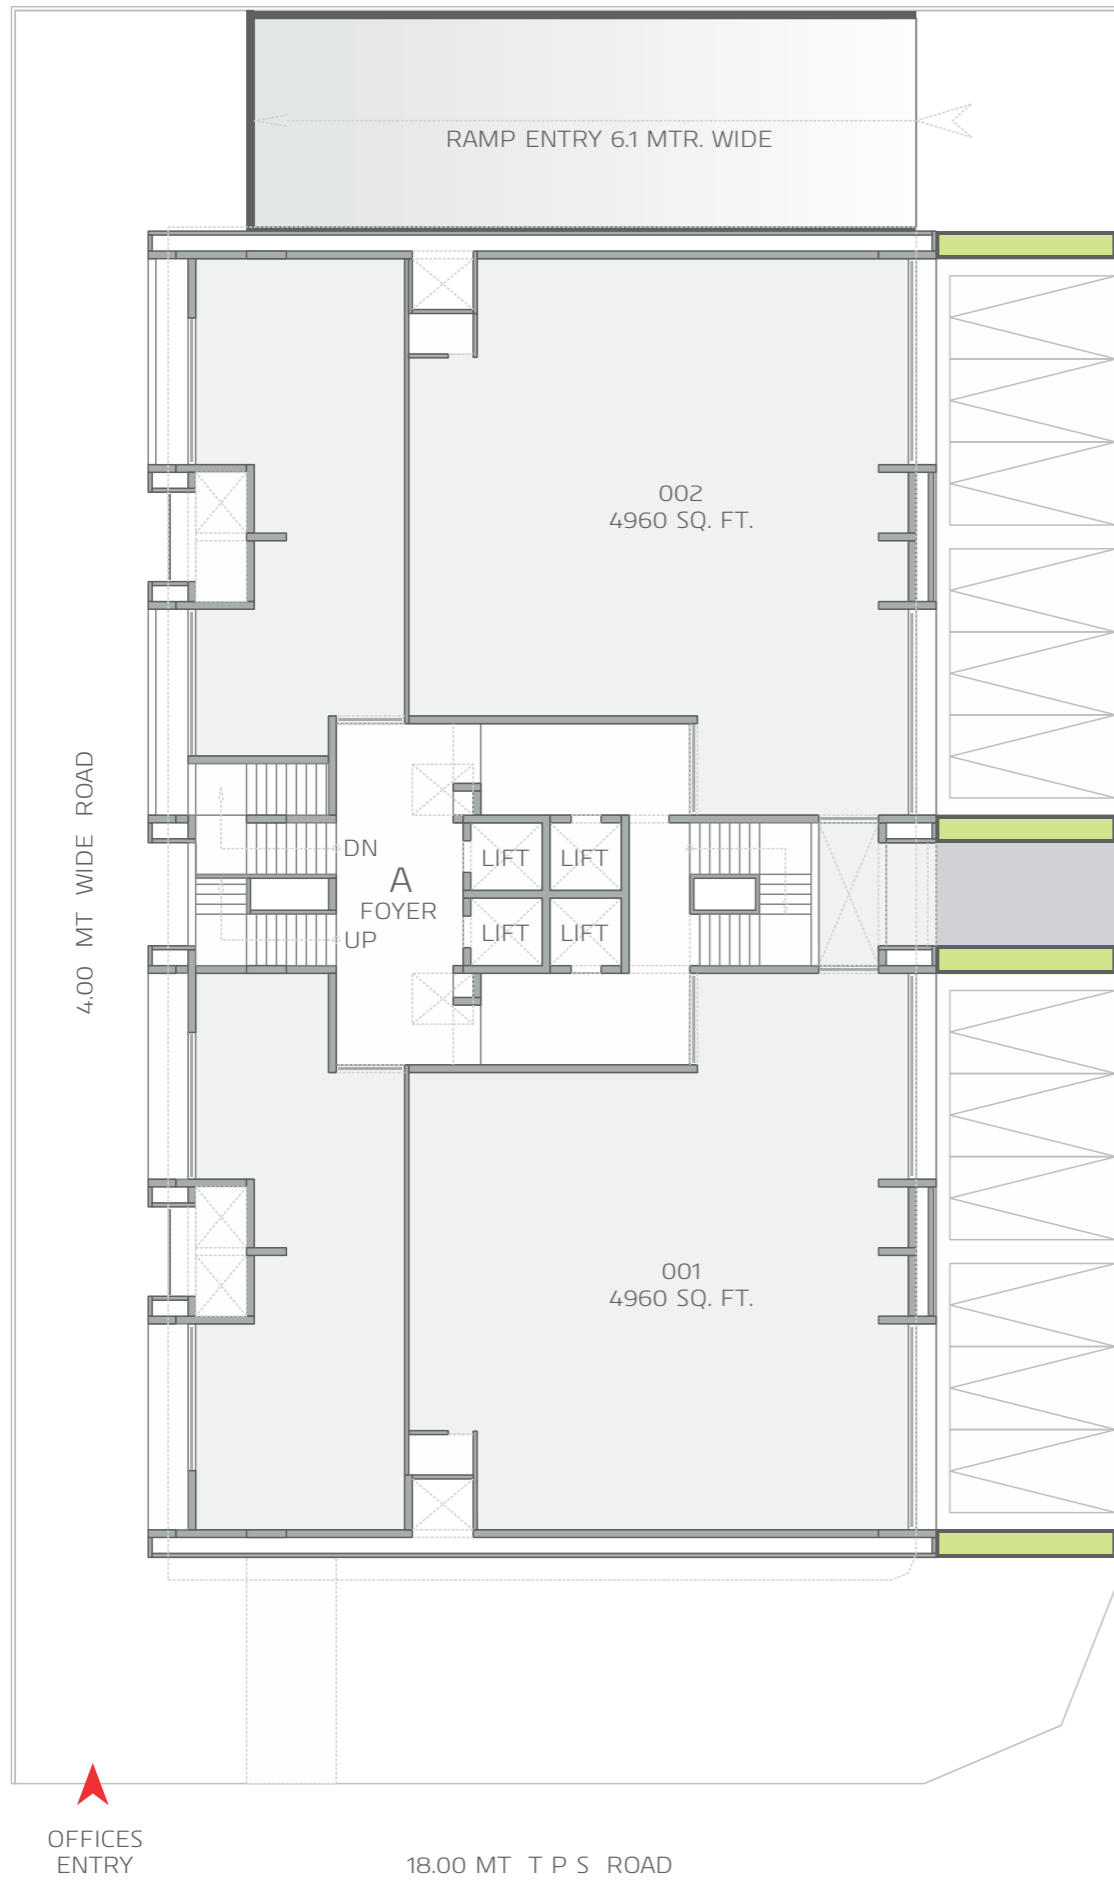 RAMP ENTRY 6.1 MTR. WIDE
002
4960 SQ. FT.
4.00 MT WIDE ROAD
DN
A
FOYER
UP
LIFT
LIFT
LIFT
LIFT
001
4960 SQ. FT.
OFFICES
ENTRY
18.00 MT T P S ROAD